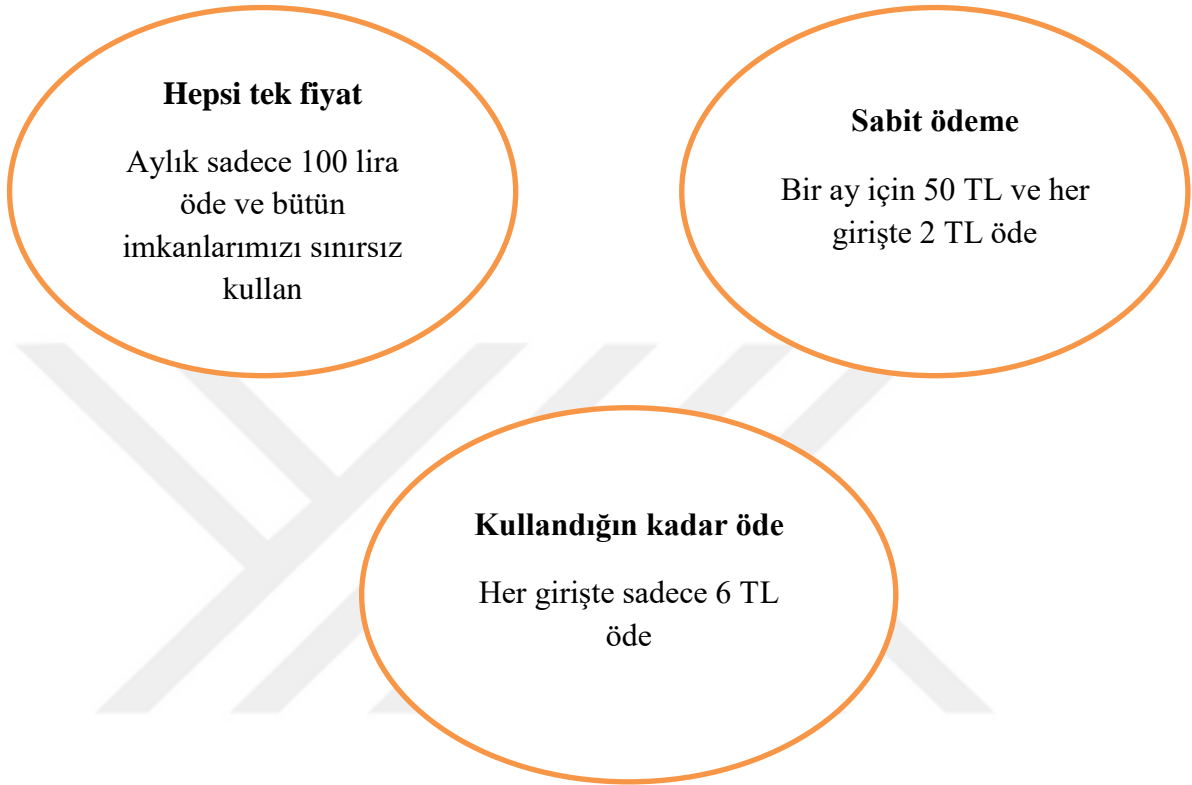 Hepsi tek fiyat
Aylık sadece 100 lira
öde ve bütün
imkanlarımızı sınırsız
kullan
Sabit ödeme
Bir ay için 50 TL ve her
girişte 2 TL öde
Kullandığın kadar öde
Her girişte sadece 6 TL
öde